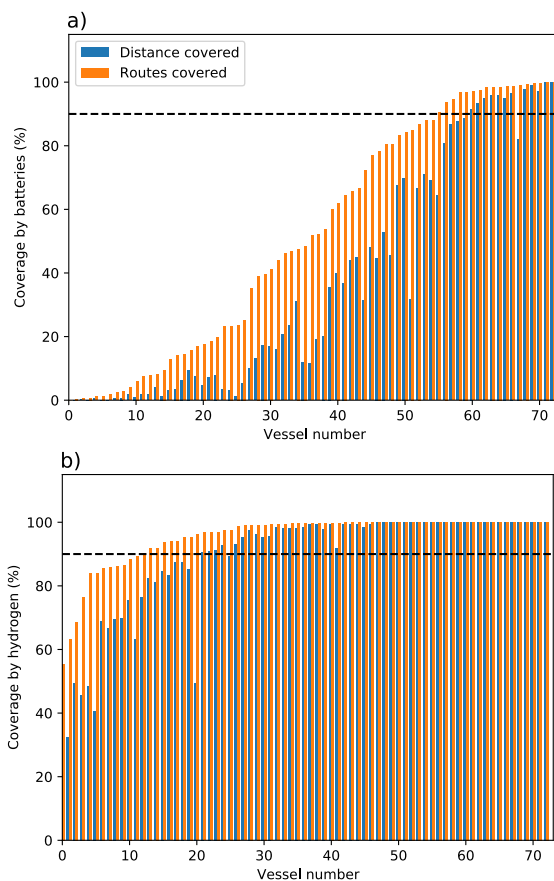 a)
Distance covered
Routes covered
100
80
60
40
20
0
Coverage by batteries (%)
0 10 20 30 40 50 60 70
Vessel number
b)
100
80
60
40
20
0
Coverage by hydrogen (%)
0 10 20 30 40 50 60 70
Vessel number